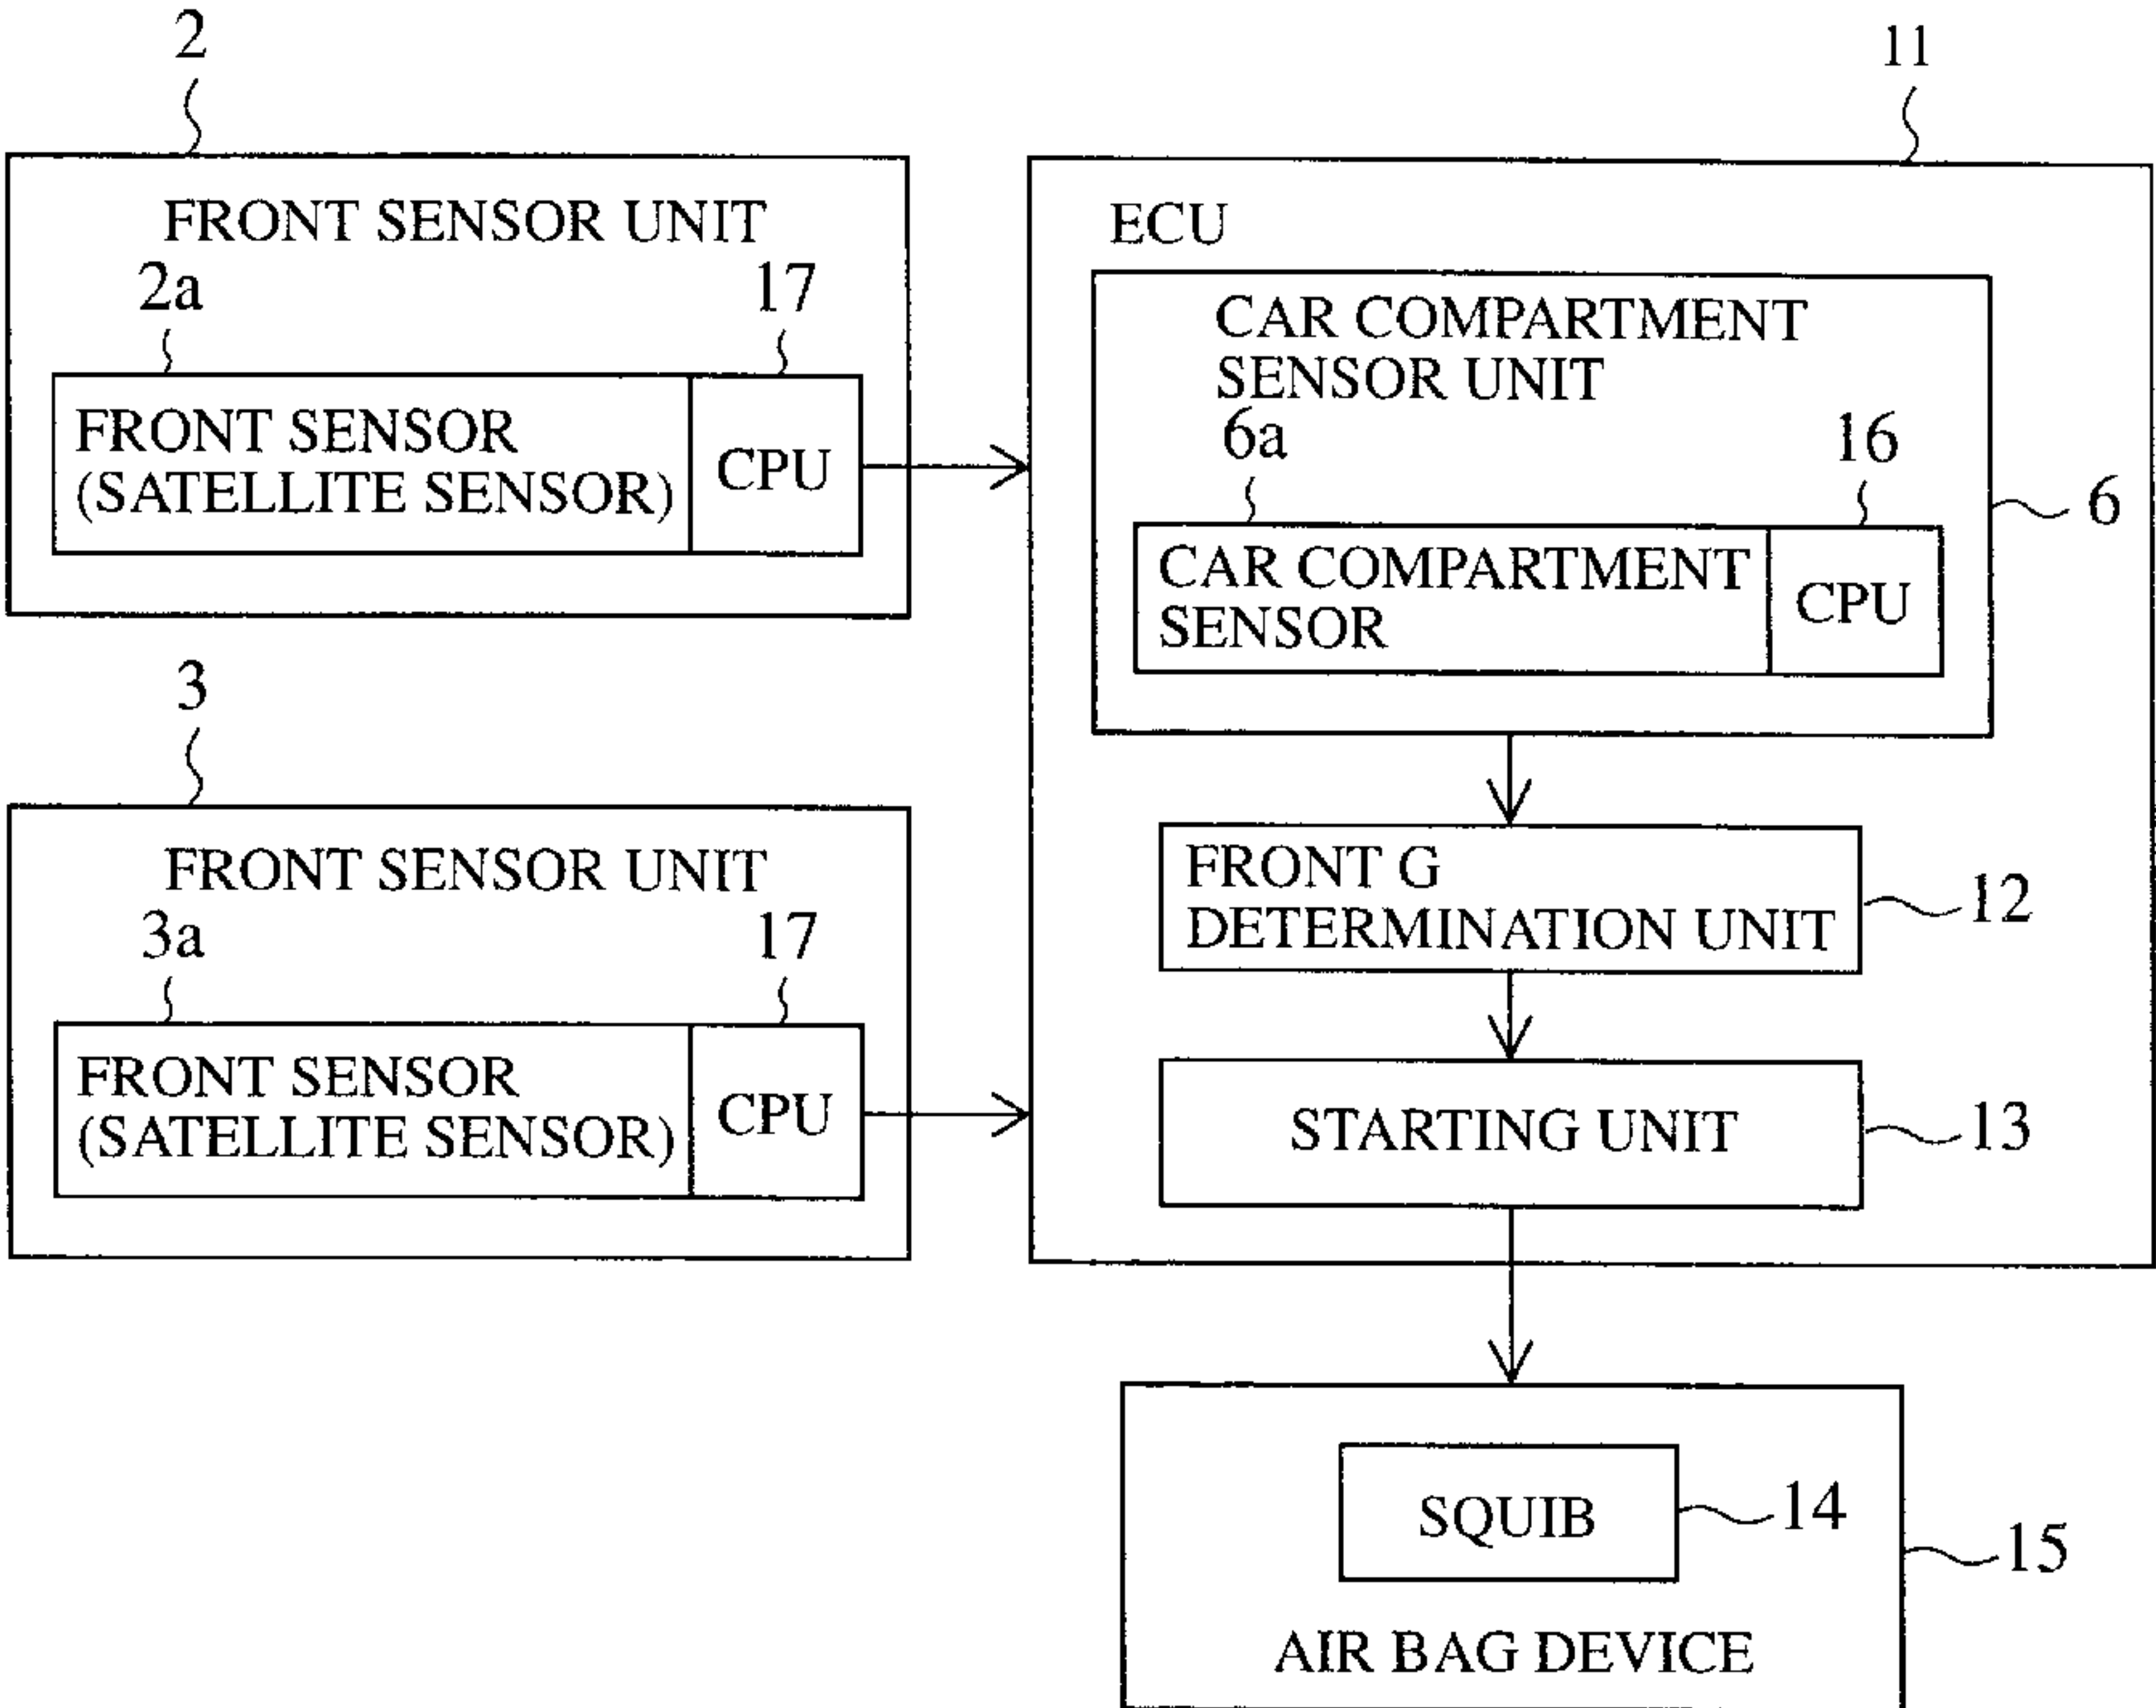 2
FRONT SENSOR UNIT
2a
17
FRONT SENSOR
(SATELLITE SENSOR)
CPU
3
FRONT SENSOR UNIT
3a
17
FRONT SENSOR
(SATELLITE SENSOR)
CPU
11
ECU
CAR COMPARTMENT
SENSOR UNIT
6a
16
6
CAR COMPARTMENT
SENSOR
CPU
FRONT G
DETERMINATION UNIT
12
STARTING UNIT
13
SQUIB
14
15
AIR BAG DEVICE